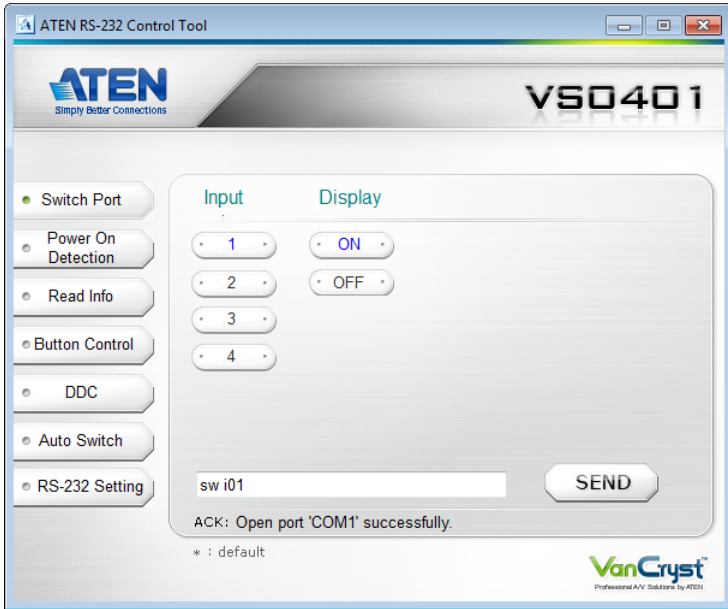 ATEN RS-232 Control Tool
ATEN
Simply Better Connections
VS0401
Switch Port
Power On
Detection
Read Info
Button Control
DDC
Auto Switch
RS-232 Setting
Input
Display
1
ON
2
OFF
3
4
sw i01
SEND
ACK: Open port 'COM1' successfully.
* : default
VanCryst™
Professional A/V Solutions by ATEN